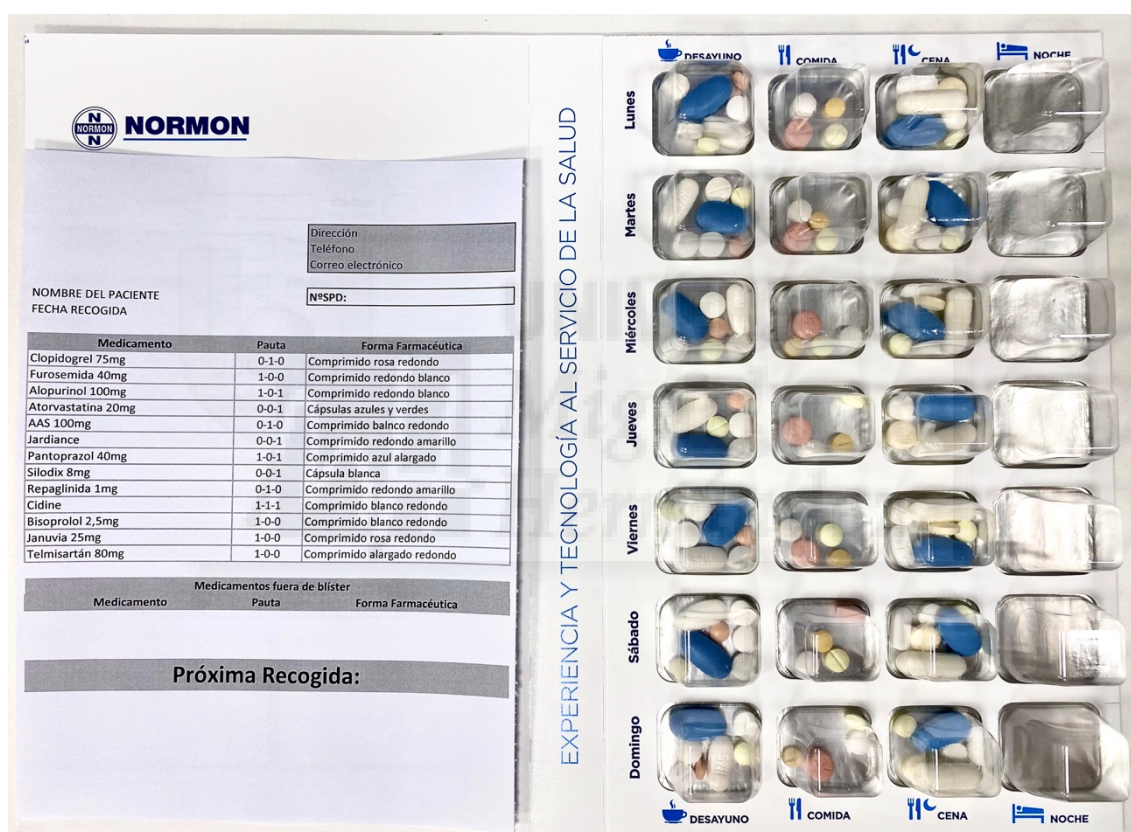 NORMON
NORMON
Dirección
Teléfono
Correo electrónico
NOMBRE DEL PACIENTE
NºSPD:
FECHA RECOGIDA
Medicamento Pauta Forma Farmacéutica
Clopidogrel 75mg 0-1-0 Comprimido rosa redondo
Furosemida 40mg 1-0-0 Comprimido redondo blanco
Alopurinol 100mg 1-0-1 Comprimido redondo blanco
Atorvastatina 20mg 0-0-1 Cápsulas azules y verdes
AAS 100mg 0-1-0 Comprimido balnco redondo
Jardiance 0-0-1 Comprimido redondo amarillo
Pantoprazol 40mg 1-0-1 Comprimido azul alargado
Silodix 8mg 0-0-1 Cápsula blanca
Repaglinida 1mg 0-1-0 Comprimido redondo amarillo
Cidine 1-1-1 Comprimido blanco redondo
Bisoprolol 2,5mg 1-0-0 Comprimido blanco redondo
Januvia 25mg 1-0-0 Comprimido rosa redondo
Telmisartán 80mg 1-0-0 Comprimido alargado redondo
Medicamentos fuera de blíster
Medicamento Pauta Forma Farmacéutica
Próxima Recogida:
EXPERIENCIA Y TECNOLOGÍA AL SERVICIO DE LA SALUD
DESAYUNO COMIDA CENA NOCHE
Lunes
Martes
Miércoles
Jueves
Viernes
Sábado
Domingo
DESAYUNO COMIDA CENA NOCHE